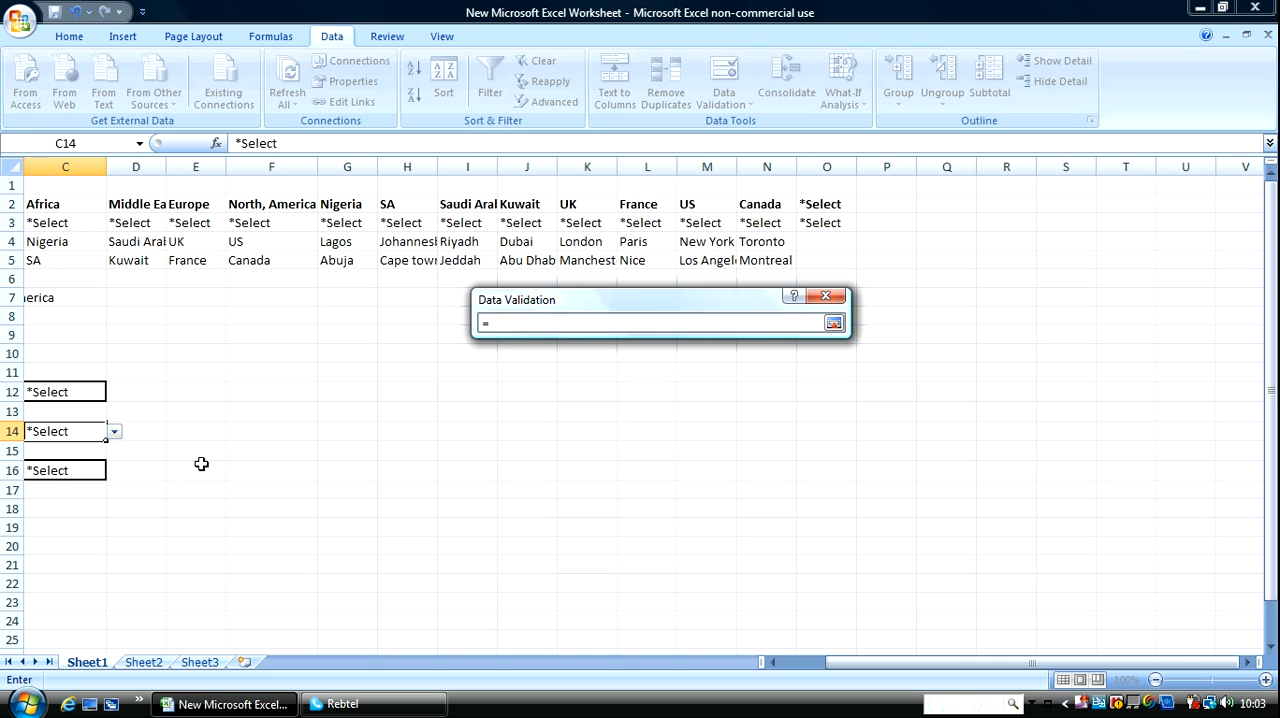 New Microsoft Excel Worksheet - Microsoft Excel non-commercial use
Home Insert Page Layout Formulas Data Review View
From Access
From Web
From Text
From Other Sources
Existing Connections
Get External Data
Refresh All
Connections
Properties
Edit Links
Connections
Sort
Filter
Clear
Reapply
Advanced
Sort & Filter
Text to Columns
Remove Duplicates
Data Validation
Consolidate
What-If Analysis
Data Tools
Group
Ungroup
Subtotal
Show Detail
Hide Detail
Outline
C14 fx *Select
C D E F G H I J K L M N O P Q R S T U V
1
2 Africa Middle Ea Europe North, America Nigeria SA Saudi Aral Kuwait UK France US Canada *Select
3 *Select *Select *Select *Select *Select *Select *Select *Select *Select *Select *Select *Select *Select
4 Nigeria Saudi Aral UK US Lagos Johannesl Riyadh Dubai London Paris New York Toronto
5 SA Kuwait France Canada Abuja Cape town Jeddah Abu Dhab Manchest Nice Los Angel Montreal
6
7 erica
Data Validation
=
8
9
10
11
12 *Select
13
14 *Select
15
16 *Select
17
18
19
20
21
22
23
24
25
Sheet1 Sheet2 Sheet3
Enter 100%
New Microsoft Excel... Rebtel 10:03